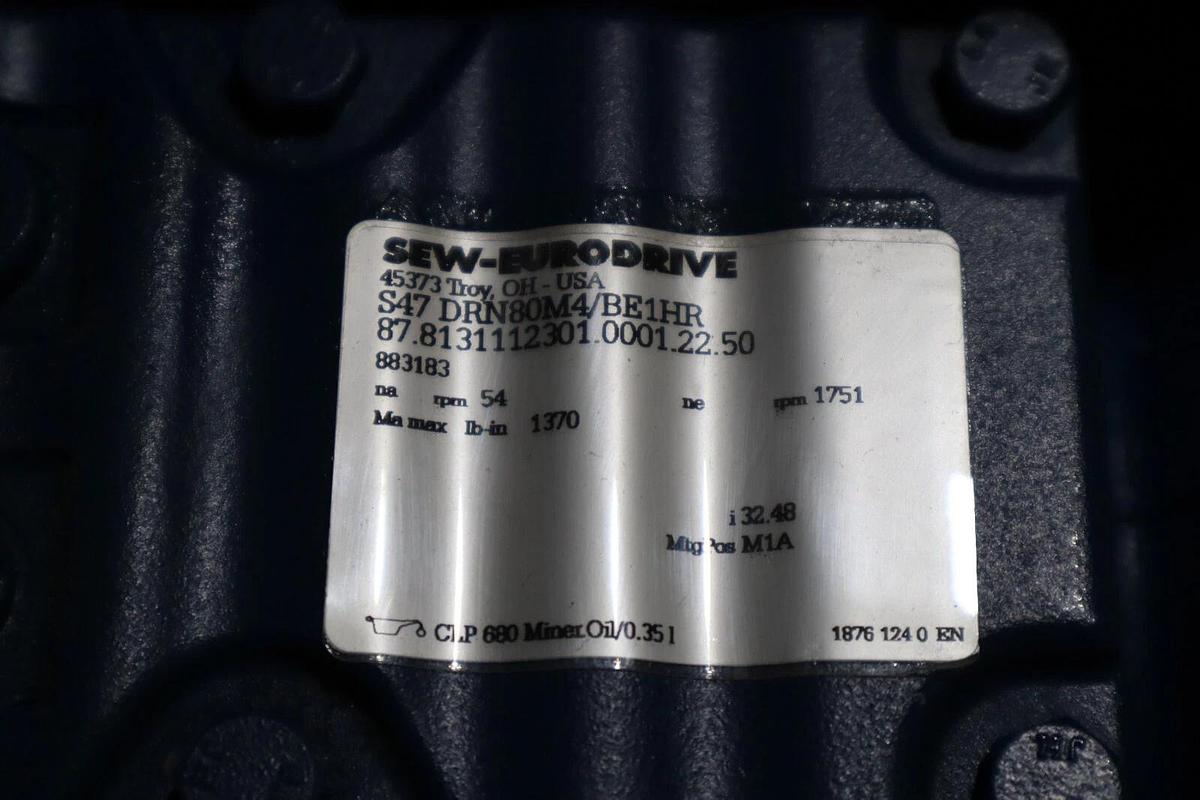 SEW-EURODRIVE
45373 Troy, OH - USA
S47 DRN80M4/BE1HR
87.8131112301.0001.22.50
883183
na rpm 54 ne rpm 1751
Ma max lb-in 1370
i 32.48
MtgPos M1A
CLP 680 Miner.Oil/0.35 l
1876 124 0 EN